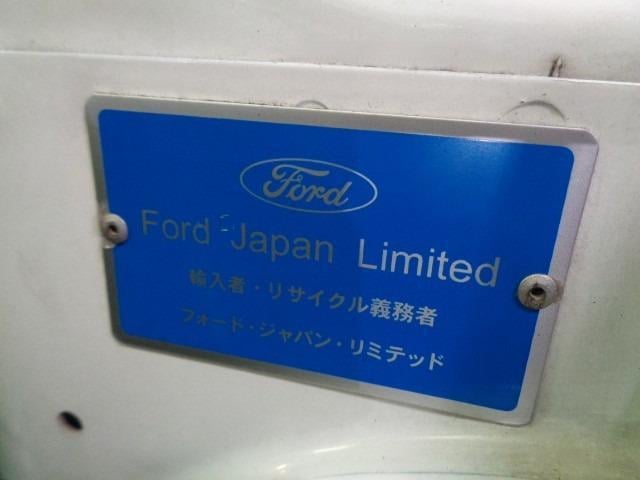 Ford
Ford Japan Limited
輸入者・リサイクル義務者
フォード・ジャパン・リミテッド